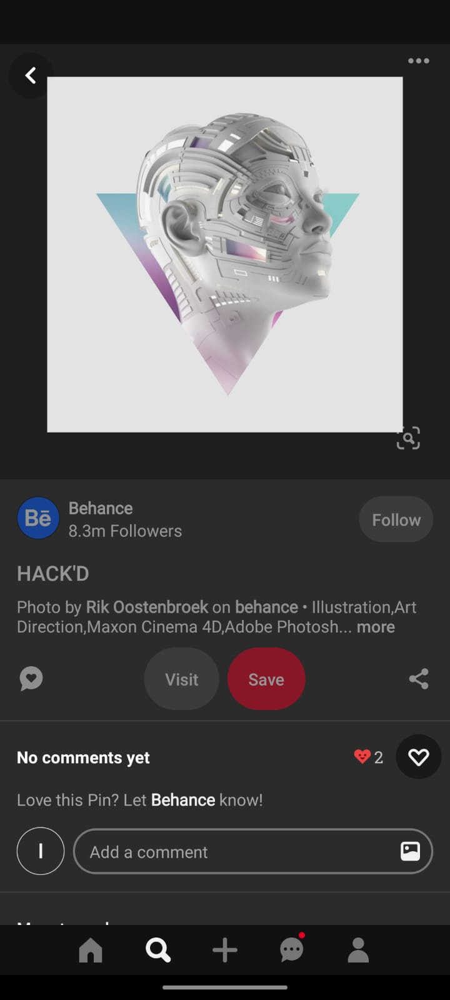 Bē
Behance
8.3m Followers
Follow
HACK'D
Photo by Rik Oostenbroek on behance • Illustration,Art
Direction,Maxon Cinema 4D,Adobe Photosh... more
Visit
Save
No comments yet
2
Love this Pin? Let Behance know!
I
Add a comment